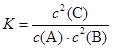 K = c²(C) / c(A) · c²(B)